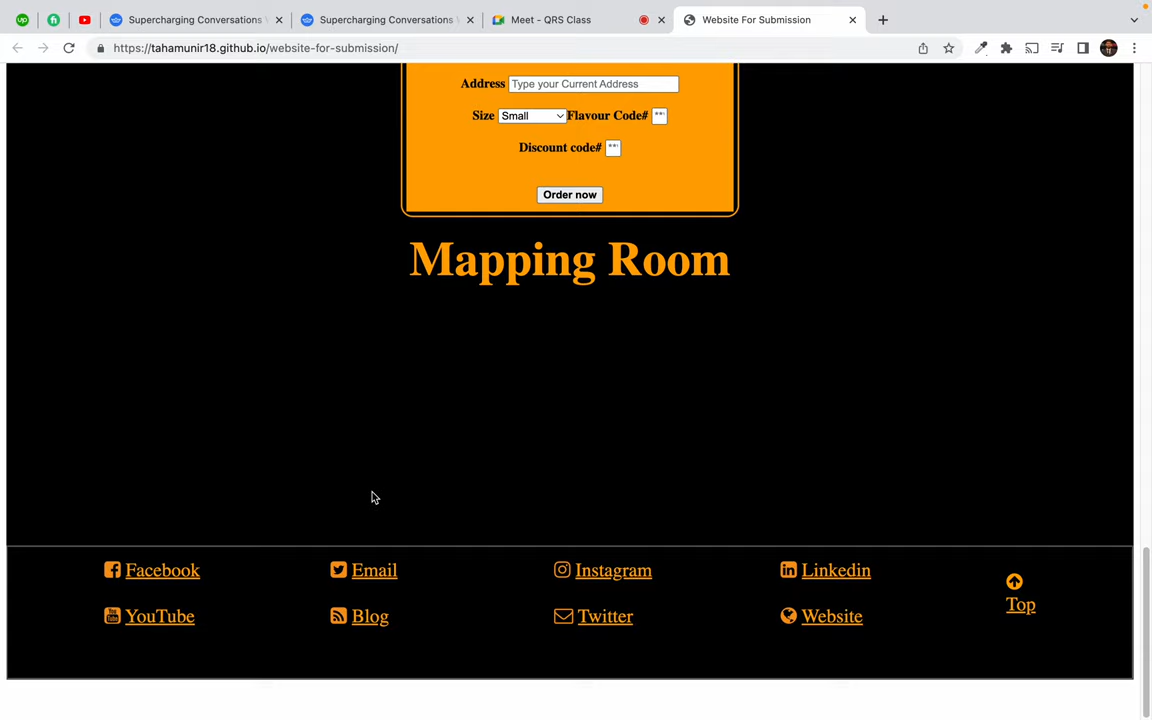 Supercharging Conversations
Supercharging Conversations
Meet - QRS Class
Website For Submission
https://tahamunir18.github.io/website-for-submission/
Address Type your Current Address
Size Small Flavour Code# **
Discount code# **
Order now
Mapping Room
Facebook Email Instagram Linkedin
Top
YouTube Blog Twitter Website